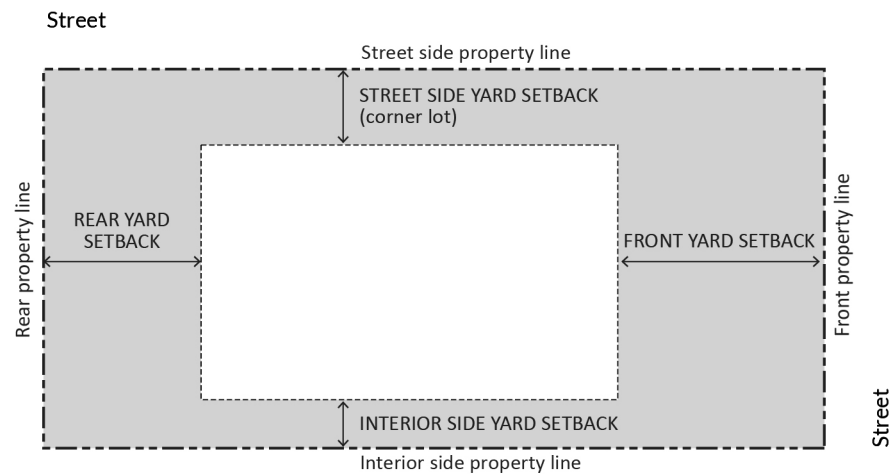 Street
Street side property line
STREET SIDE YARD SETBACK
(corner lot)
REAR YARD
SETBACK
Rear property line
FRONT YARD SETBACK
Front property line
INTERIOR SIDE YARD SETBACK
Interior side property line
Street